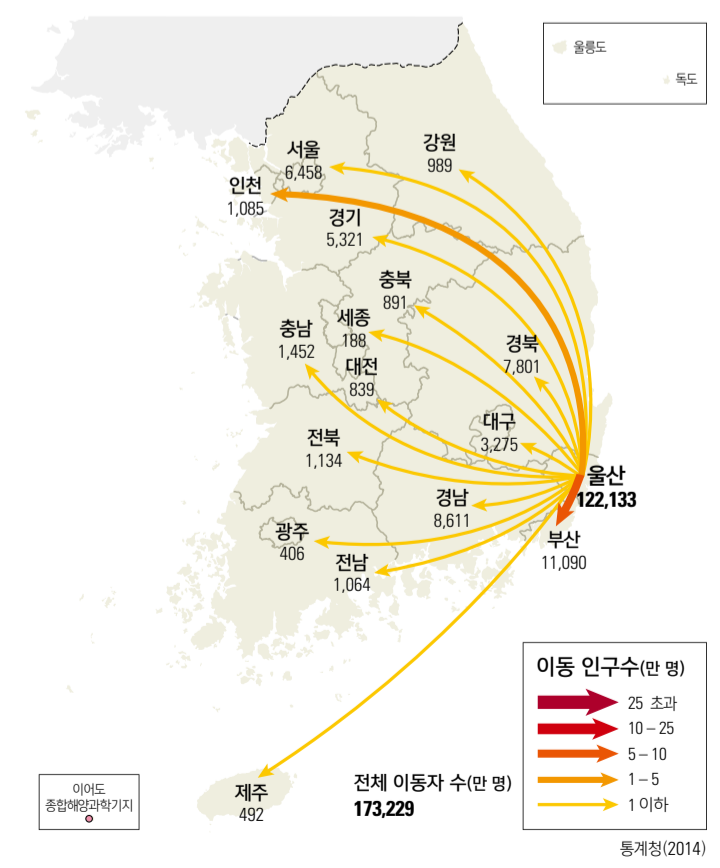 울릉도
독도
강원
989
서울
6,458
인천
1,085
경기
5,321
충북
891
세종
188
충남
1,452
경북
7,801
대전
839
대구
3,275
전북
1,134
울산
122,133
경남
8,611
광주
406
부산
11,090
전남
1,064
이동 인구수(만 명)
25 초과
10 – 25
5 – 10
1 – 5
1 이하
이어도
종합해양과학기지
제주
492
전체 이동자 수(만 명)
173,229
통계청(2014)